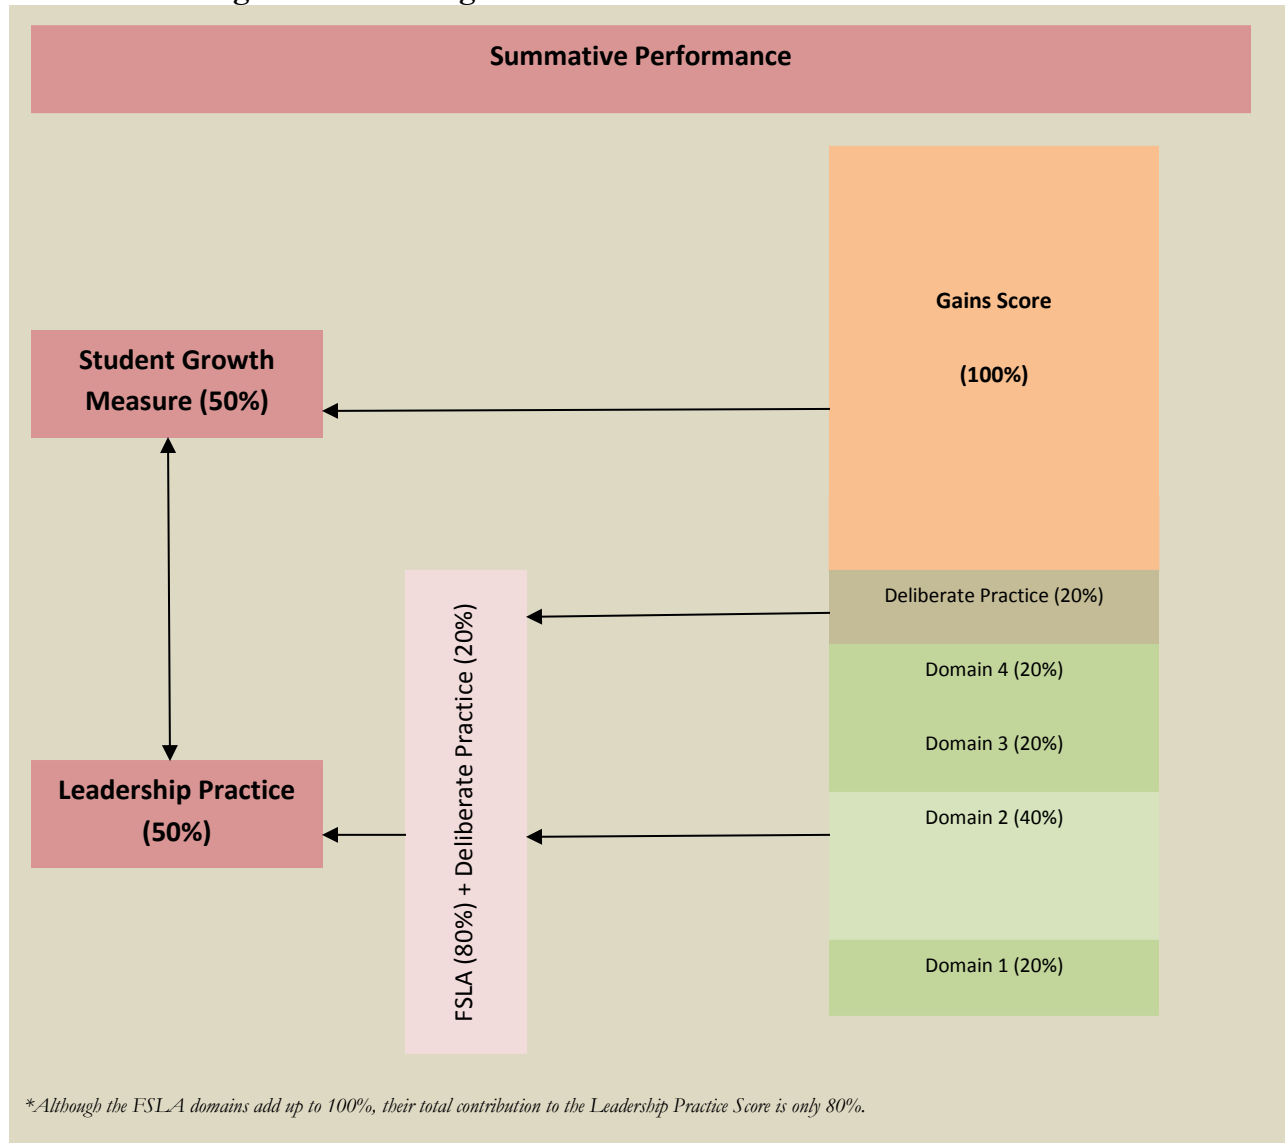 Summative Performance
Gains Score
(100%)
Student Growth
Measure (50%)
Deliberate Practice (20%)
Domain 4 (20%)
Domain 3 (20%)
Leadership Practice
(50%)
FSLA (80%) + Deliberate Practice (20%)
Domain 2 (40%)
Domain 1 (20%)
*Although the FSLA domains add up to 100%, their total contribution to the Leadership Practice Score is only 80%.